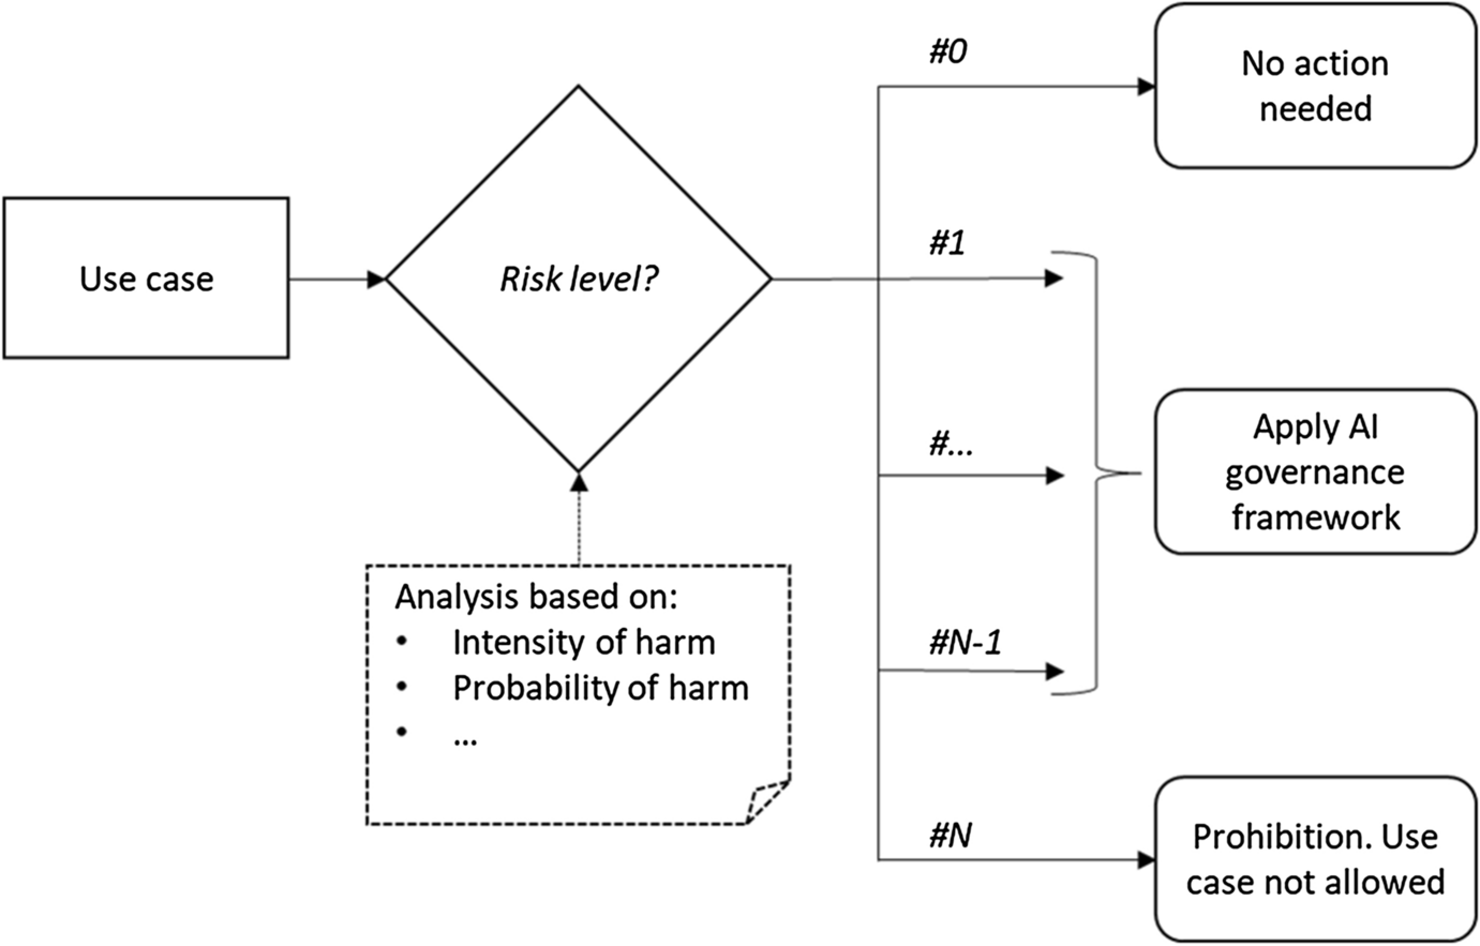 Use case
Risk level?
Analysis based on:
• Intensity of harm
• Probability of harm
• ...
#0
No action
needed
#1
#...
#N-1
Apply AI
governance
framework
#N
Prohibition. Use
case not allowed